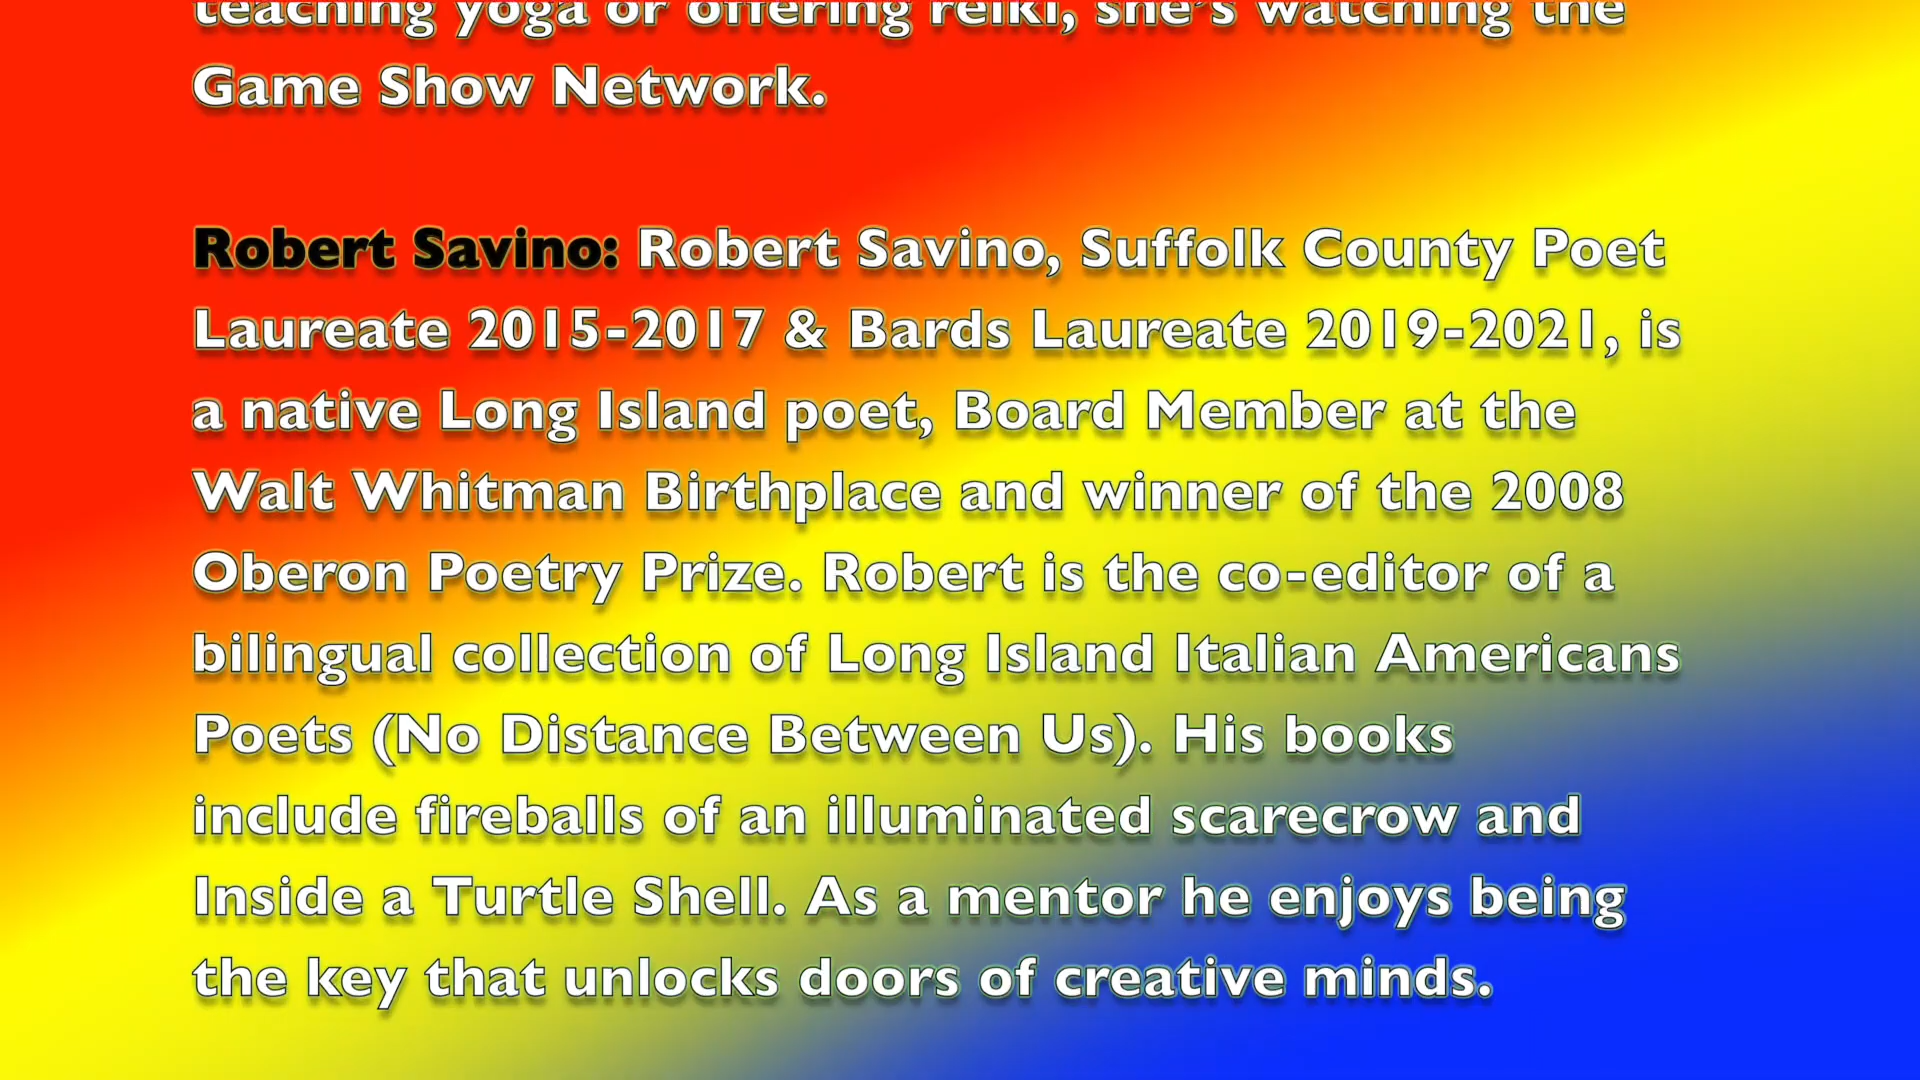 teaching yoga or offering reiki, she's watching the
Game Show Network.
Robert Savino: Robert Savino, Suffolk County Poet
Laureate 2015-2017 & Bards Laureate 2019-2021, is
a native Long Island poet, Board Member at the
Walt Whitman Birthplace and winner of the 2008
Oberon Poetry Prize. Robert is the co-editor of a
bilingual collection of Long Island Italian Americans
Poets (No Distance Between Us). His books
include fireballs of an illuminated scarecrow and
Inside a Turtle Shell. As a mentor he enjoys being
the key that unlocks doors of creative minds.